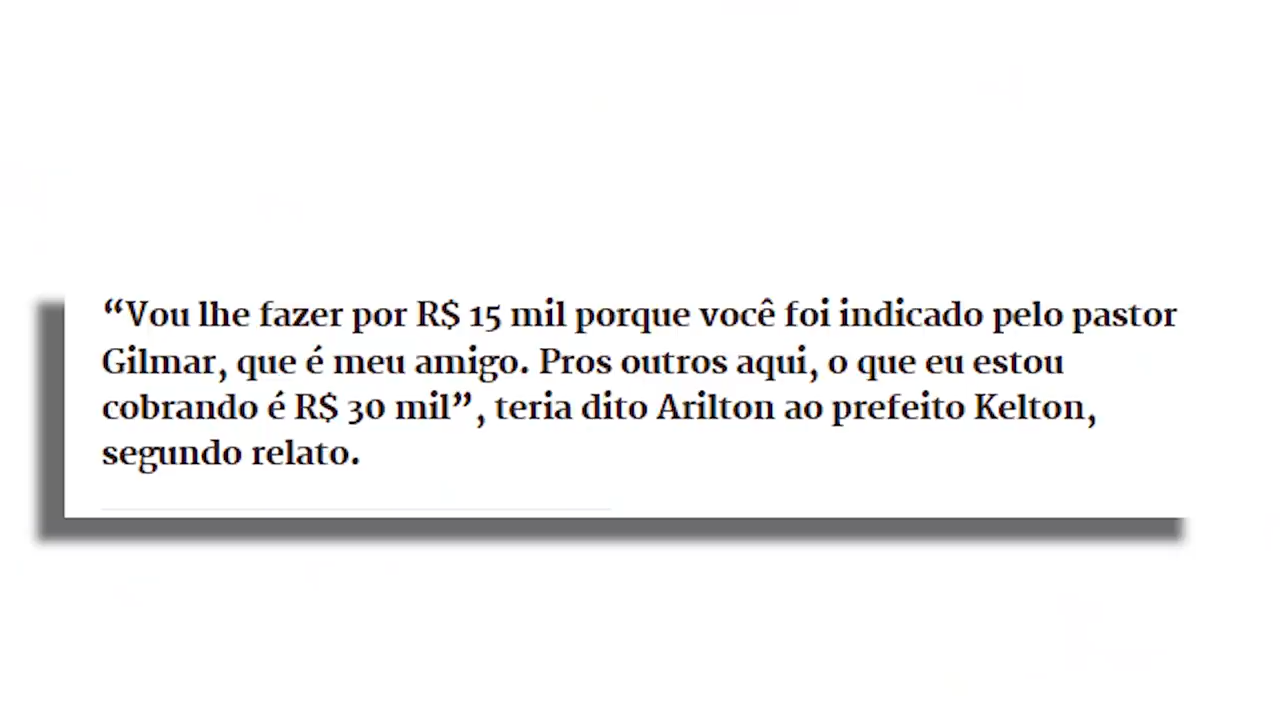 “Vou lhe fazer por R$ 15 mil porque você foi indicado pelo pastor
Gilmar, que é meu amigo. Pros outros aqui, o que eu estou
cobrando é R$ 30 mil”, teria dito Arilton ao prefeito Kelton,
segundo relato.